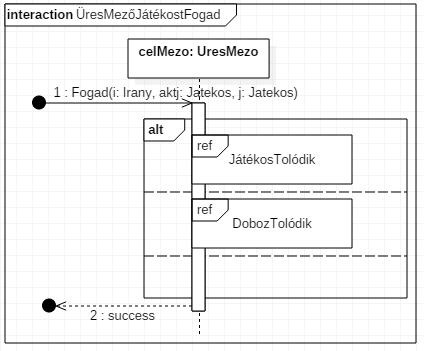 interaction ÜresMezőJátékostFogad
celMezo: UresMezo
1 : Fogad(i: Irany, aktj: Jatekos, j: Jatekos)
alt
ref
JátékosTolódik
ref
DobozTolódik
2 : success